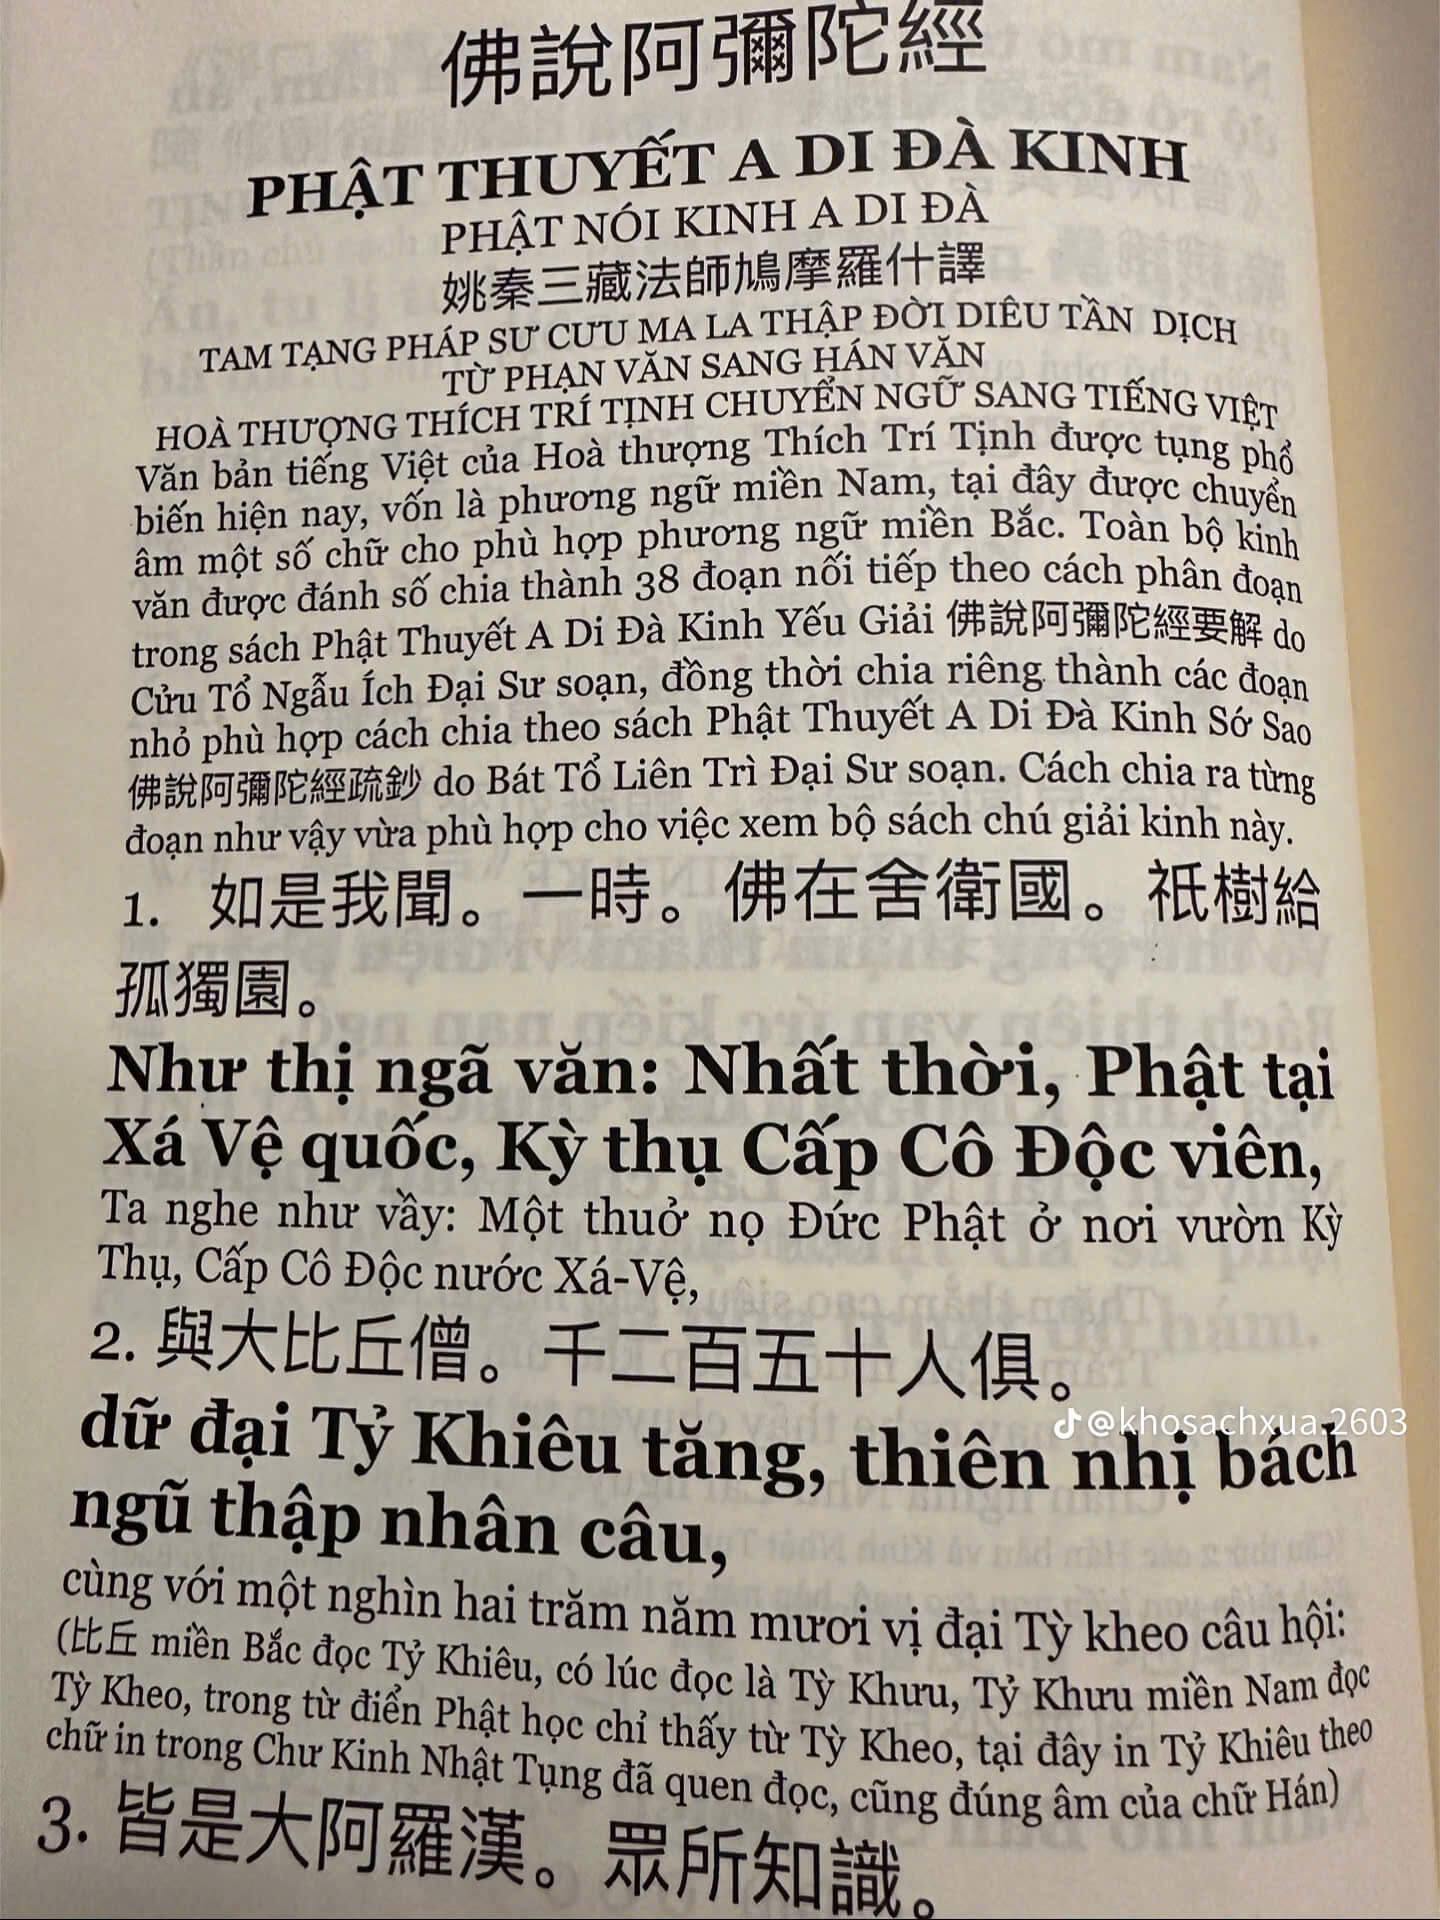 佛說阿彌陀經
PHẬT THUYẾT A DI ĐÀ KINH
PHẬT NÓI KINH A DI ĐÀ
姚秦三藏法師鳩摩羅什譯
TAM TẠNG PHÁP SƯ CƯU MA LA THẬP ĐỜI DIÊU TẦN DỊCH
TỪ PHẠN VĂN SANG HÁN VĂN
HOÀ THƯỢNG THÍCH TRÍ TỊNH CHUYỂN NGỮ SANG TIẾNG VIỆT
Văn bản tiếng Việt của Hoà thượng Thích Trí Tịnh được tụng phổ
biến hiện nay, vốn là phương ngữ miền Nam, tại đây được chuyển
âm một số chữ cho phù hợp phương ngữ miền Bắc. Toàn bộ kinh
văn được đánh số chia thành 38 đoạn nối tiếp theo cách phân đoạn
trong sách Phật Thuyết A Di Đà Kinh Yếu Giải 佛說阿彌陀經要解 do
Cửu Tổ Ngẫu Ích Đại Sư soạn, đồng thời chia riêng thành các đoạn
nhỏ phù hợp cách chia theo sách Phật Thuyết A Di Đà Kinh Sớ Sao
佛說阿彌陀經疏鈔 do Bát Tổ Liên Trì Đại Sư soạn. Cách chia ra từng
đoạn như vậy vừa phù hợp cho việc xem bộ sách chú giải kinh này.
1. 如是我聞。一時。佛在舍衛國。祇樹給
孤獨園。
Như thị ngã văn: Nhất thời, Phật tại
Xá Vệ quốc, Kỳ thụ Cấp Cô Độc viên,
Ta nghe như vầy: Một thuở nọ Đức Phật ở nơi vườn Kỳ
Thụ, Cấp Cô Độc nước Xá-Vệ,
2. 與大比丘僧。千二百五十人俱。
@khosachxua.2603
dữ đại Tỷ Khiêu tăng, thiên nhị bách
ngũ thập nhân câu,
cùng với một nghìn hai trăm năm mươi vị đại Tỳ kheo câu hội:
(比丘 miền Bắc đọc Tỷ Khiêu, có lúc đọc là Tỳ Khưu, Tỷ Khưu miền Nam đọc
Tỳ Kheo, trong từ điển Phật học chỉ thấy từ Tỳ Kheo, tại đây in Tỷ Khiêu theo
chữ in trong Chư Kinh Nhật Tụng đã quen đọc, cũng đúng âm của chữ Hán)
3. 皆是大阿羅漢。眾所知識。